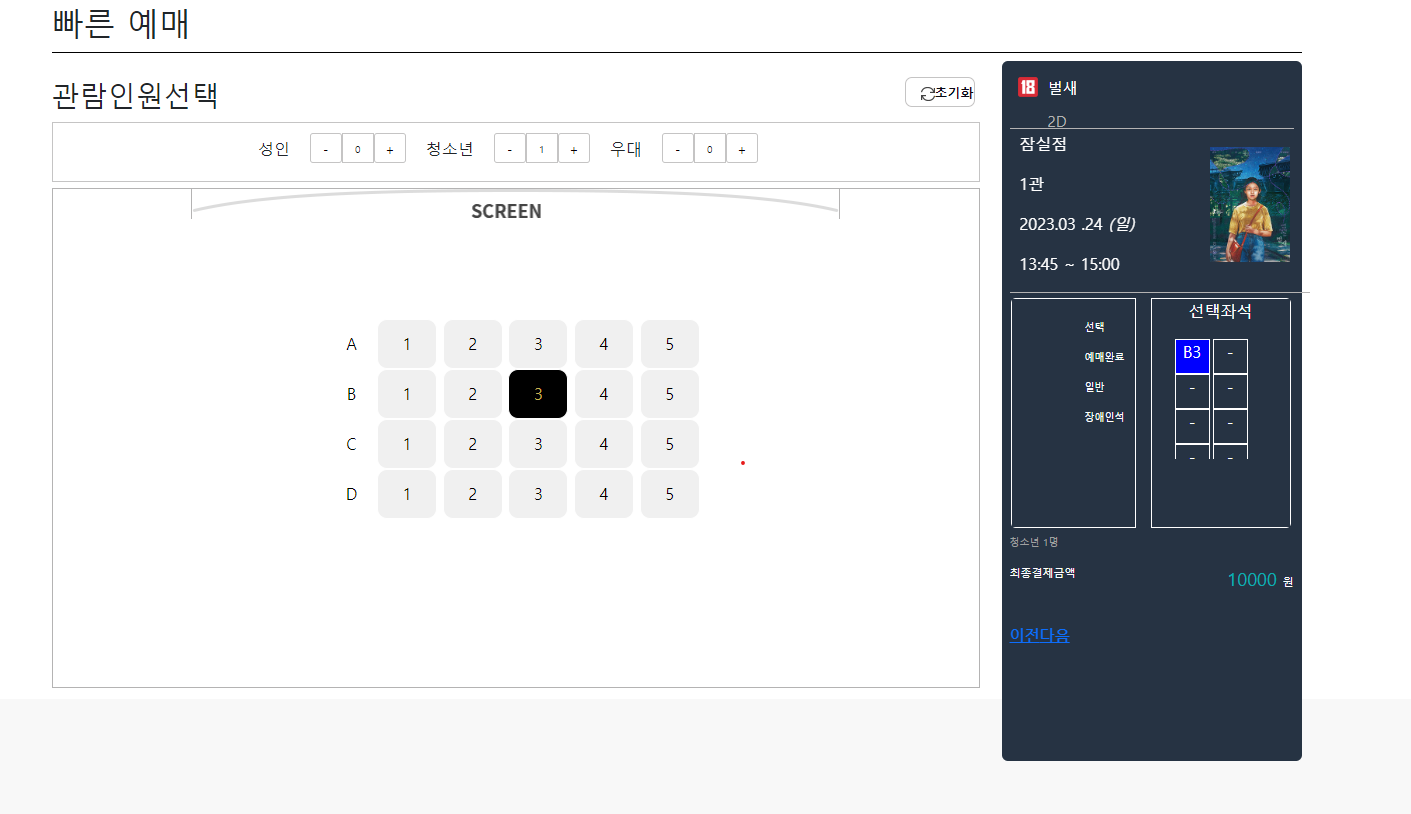 빠른 예매
관람인원선택
초기화
성인 - 0 + 청소년 - 1 + 우대 - 0 +
SCREEN
A 1 2 3 4 5
B 1 2 3 4 5
C 1 2 3 4 5
D 1 2 3 4 5
18 벌새
2D
잠실점
1관
2023.03 .24 (일)
13:45 ~ 15:00
선택
예매완료
일반
장애인석
선택좌석
B3 -
- -
- -
- -
청소년 1명
최종결제금액 10000 원
이전다음